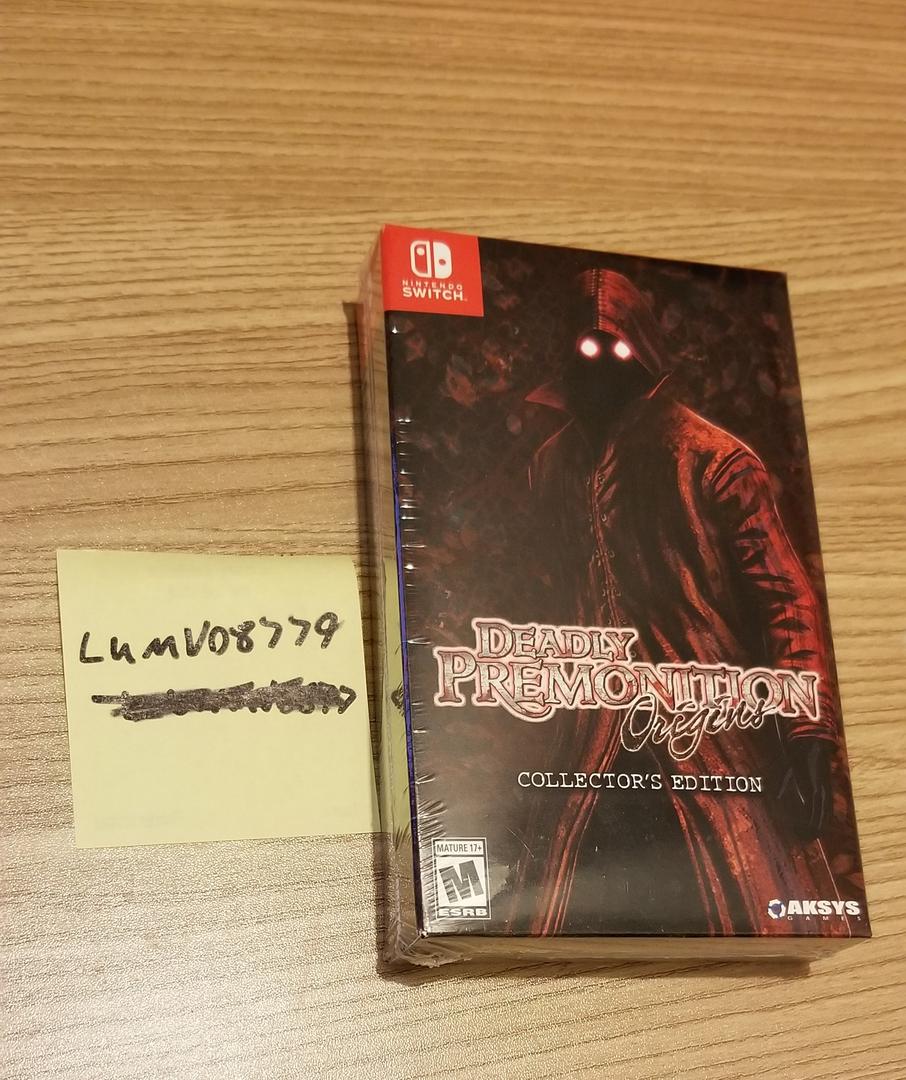 NINTENDO
SWITCH
DEADLY
PREMONITION
Origins
COLLECTOR'S EDITION
LumV08779
MATURE 17+
M
ESRB
AKSYS
GAMES